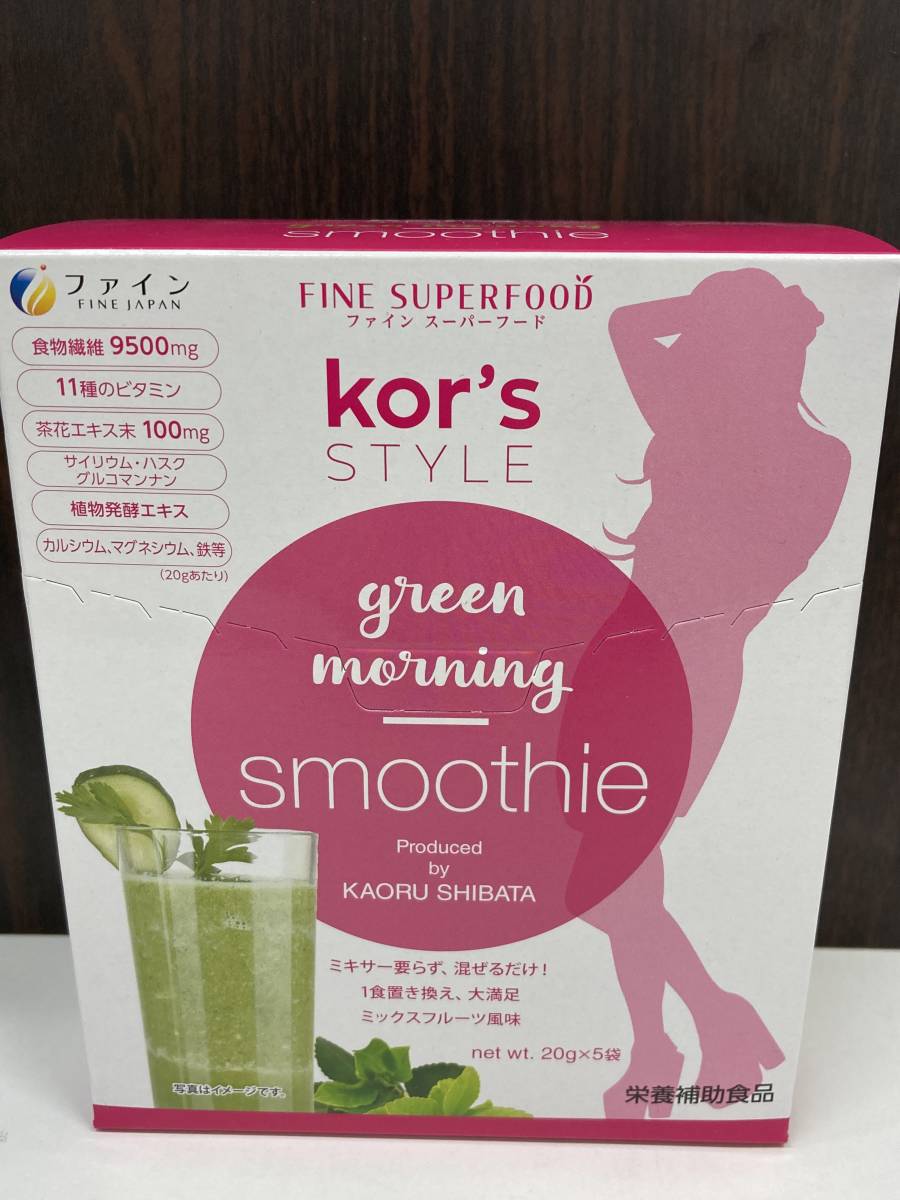 smoothie
ファイン
FINE JAPAN
FINE SUPERFOOD
ファイン スーパーフード
食物繊維 9500mg
11種のビタミン
茶花エキス末 100mg
サイリウム・ハスク
グルコマンナン
植物発酵エキス
カルシウム、マグネシウム、鉄等
(20gあたり)
kor's
STYLE
green
morning
smoothie
Produced
by
KAORU SHIBATA
ミキサー要らず、混ぜるだけ!
1食置き換え、大満足
ミックスフルーツ風味
net wt. 20g×5袋
写真はイメージです。
栄養補助食品